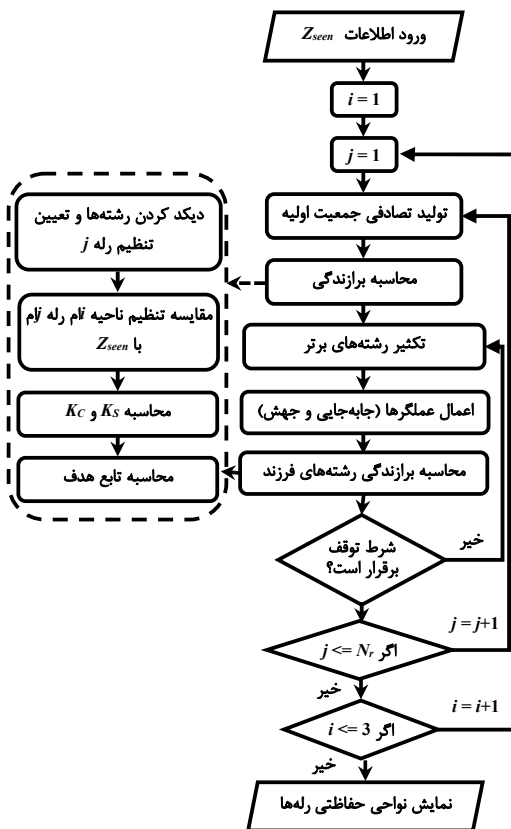 ورود اطلاعات Zseen
i = 1
j = 1
تولید تصادفی جمعیت اولیه
محاسبه برازندگی
تکثیر رشته‌های برتر
اعمال عملگرها (جابه‌جایی و جهش)
محاسبه برازندگی رشته‌های فرزند
شرط توقف
برقرار است؟
خیر
اگر j <= Nr
j = j+1
خیر
اگر i <= 3
i = i+1
خیر
نمایش نواحی حفاظتی رله‌ها
دیکد کردن رشته‌ها و تعیین
تنظیم رله j
مقایسه تنظیم ناحیه iام رله jام
با Zseen
محاسبه KS و KC
محاسبه تابع هدف